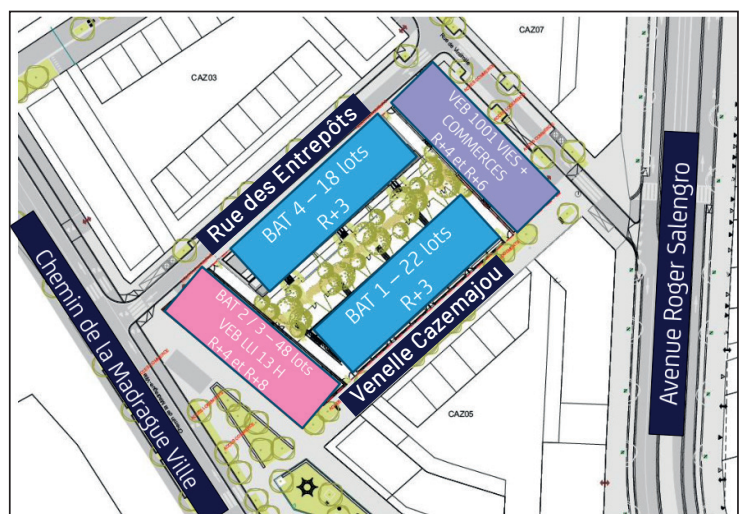 CAZ07
CAZ03
Rue des Entrepôts
VEB 1001 VIES +
COMMERCES
R+4 et R+6
BAT 4 – 18 lots
R+3
BAT 1 – 22 lots
R+3
BAT 2 / 3 – 48 lots
VEB LLI 13 H
R+4 et R+8
Chemin de la Madrague Ville
Venelle Cazemajou
Avenue Roger Salengro
CAZ05